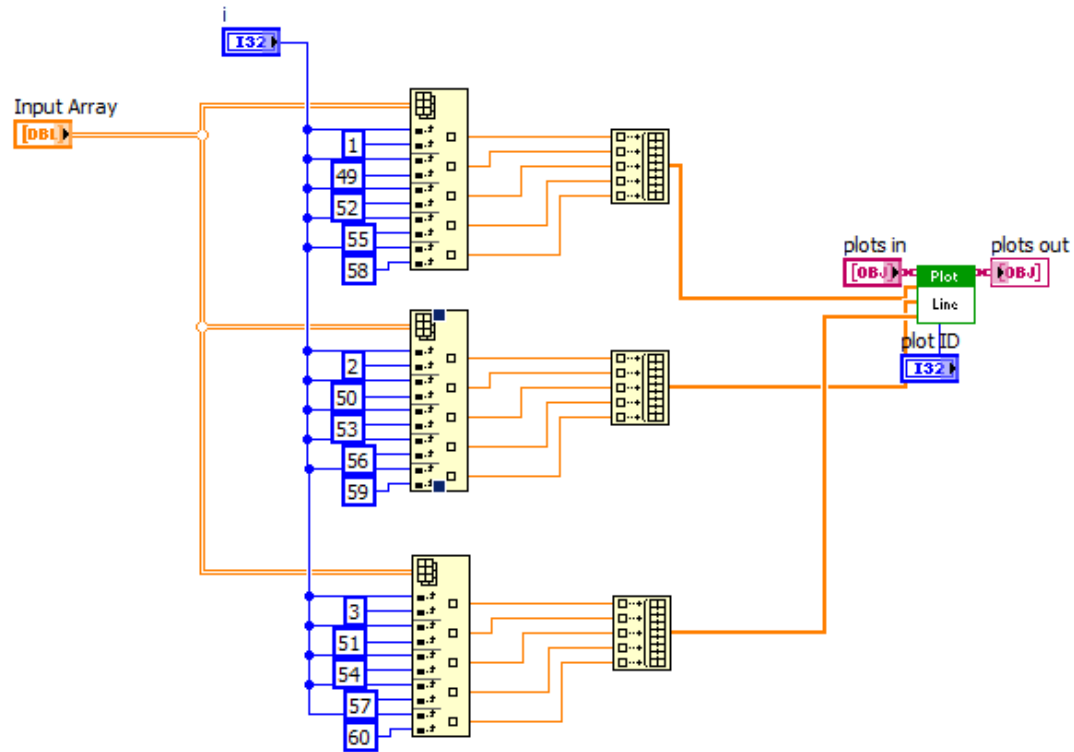 i
I32
Input Array
[DBL]
1
49
52
55
58
plots in
plots out
[OBJ]
[OBJ]
Plot
Line
plot ID
I32
2
50
53
56
59
3
51
54
57
60